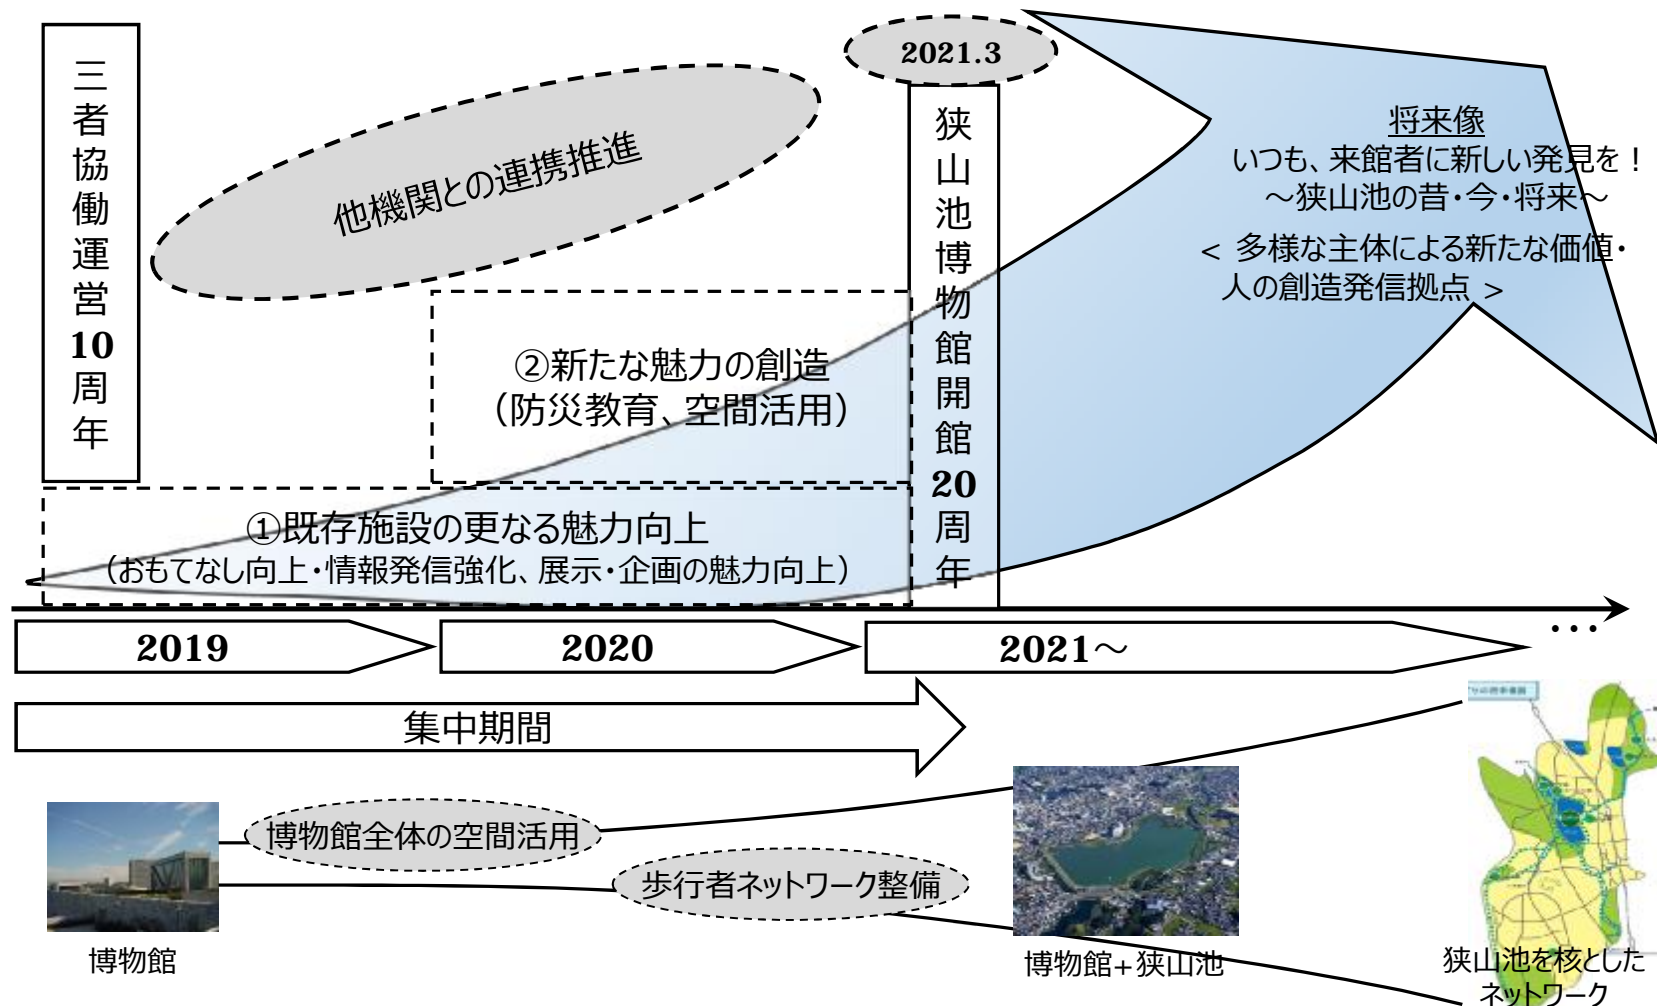 三者協働運営10周年
他機関との連携推進
2021.3
狭山池博物館開館20周年
将来像
いつも、来館者に新しい発見を！
～狭山池の昔・今・将来～
< 多様な主体による新たな価値・
人の創造発信拠点 >
②新たな魅力の創造
（防災教育、空間活用）
①既存施設の更なる魅力向上
（おもてなし向上・情報発信強化、展示・企画の魅力向上）
2019
2020
2021～
・・・
集中期間
博物館全体の空間活用
歩行者ネットワーク整備
博物館
博物館+狭山池
狭山池を核とした
ネットワーク